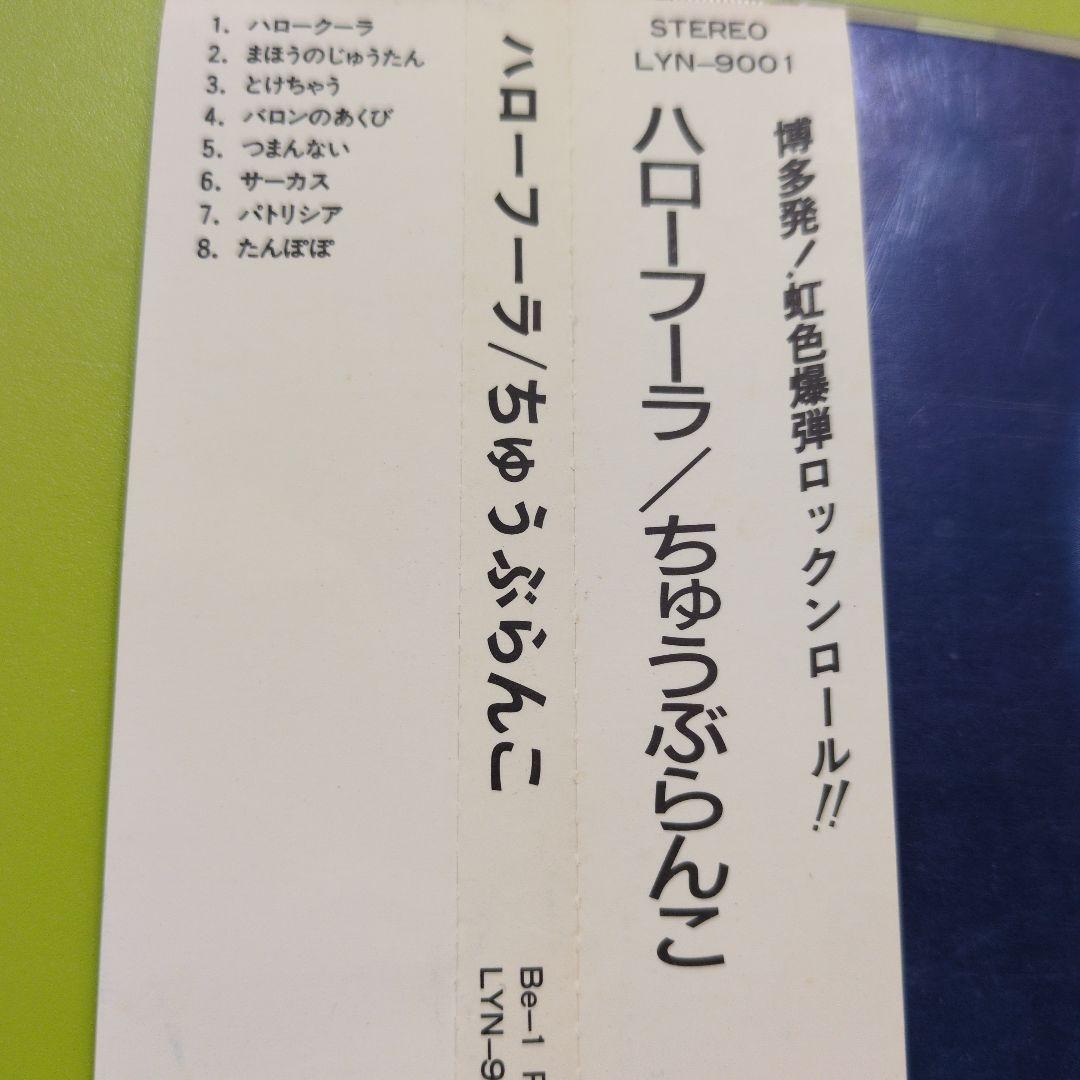 1. ハロークーラ
2. まほうのじゅうたん
3. とけちゃう
4. バロンのあくび
5. つまんない
6. サーカス
7. パトリシア
8. たんぽぽ
ハローフーラ/ちゅうぶらんこ
Be-1
LYN-9
STEREO
LYN-9001
ハローフーラ/ちゅうぶらんこ
博多発!虹色爆弾ロックンロール!!